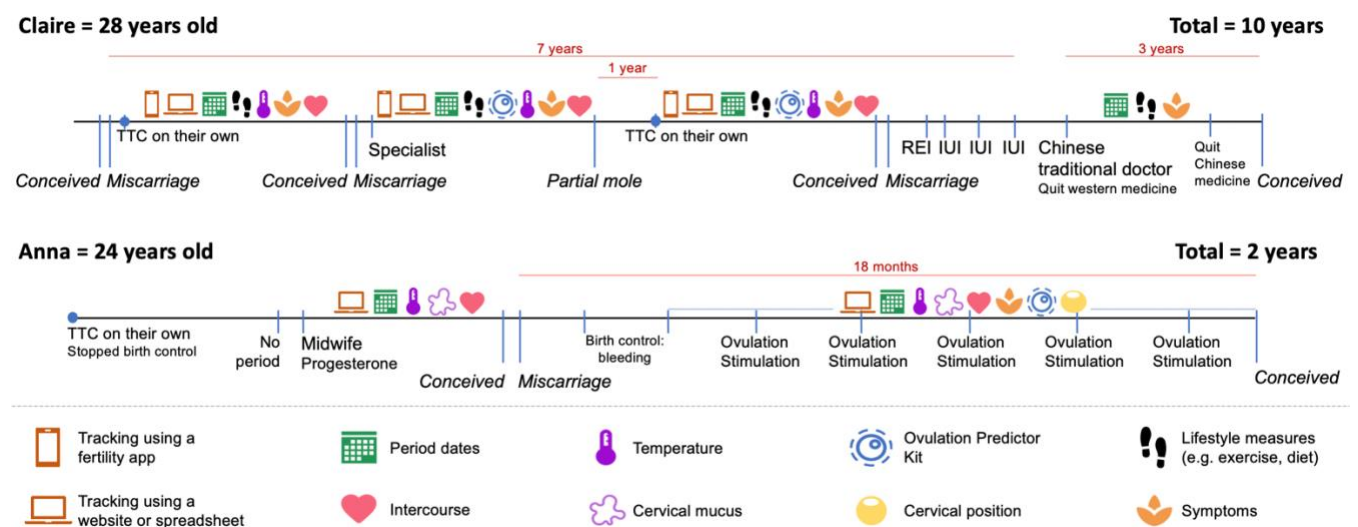 Claire = 28 years old
Total = 10 years
7 years
3 years
1 year
TTC on their own
Specialist
TTC on their own
REI
IUI
IUI
IUI
Chinese
traditional doctor
Quit western medicine
Quit
Chinese
medicine
Conceived
Miscarriage
Conceived
Miscarriage
Partial mole
Conceived
Miscarriage
Conceived
Anna = 24 years old
Total = 2 years
18 months
TTC on their own
Stopped birth control
No
period
Midwife
Progesterone
Conceived
Miscarriage
Birth control:
bleeding
Ovulation
Stimulation
Ovulation
Stimulation
Ovulation
Stimulation
Ovulation
Stimulation
Ovulation
Stimulation
Conceived
Tracking using a
fertility app
Period dates
Temperature
Ovulation Predictor
Kit
Lifestyle measures
(e.g. exercise, diet)
Tracking using a
website or spreadsheet
Intercourse
Cervical mucus
Cervical position
Symptoms